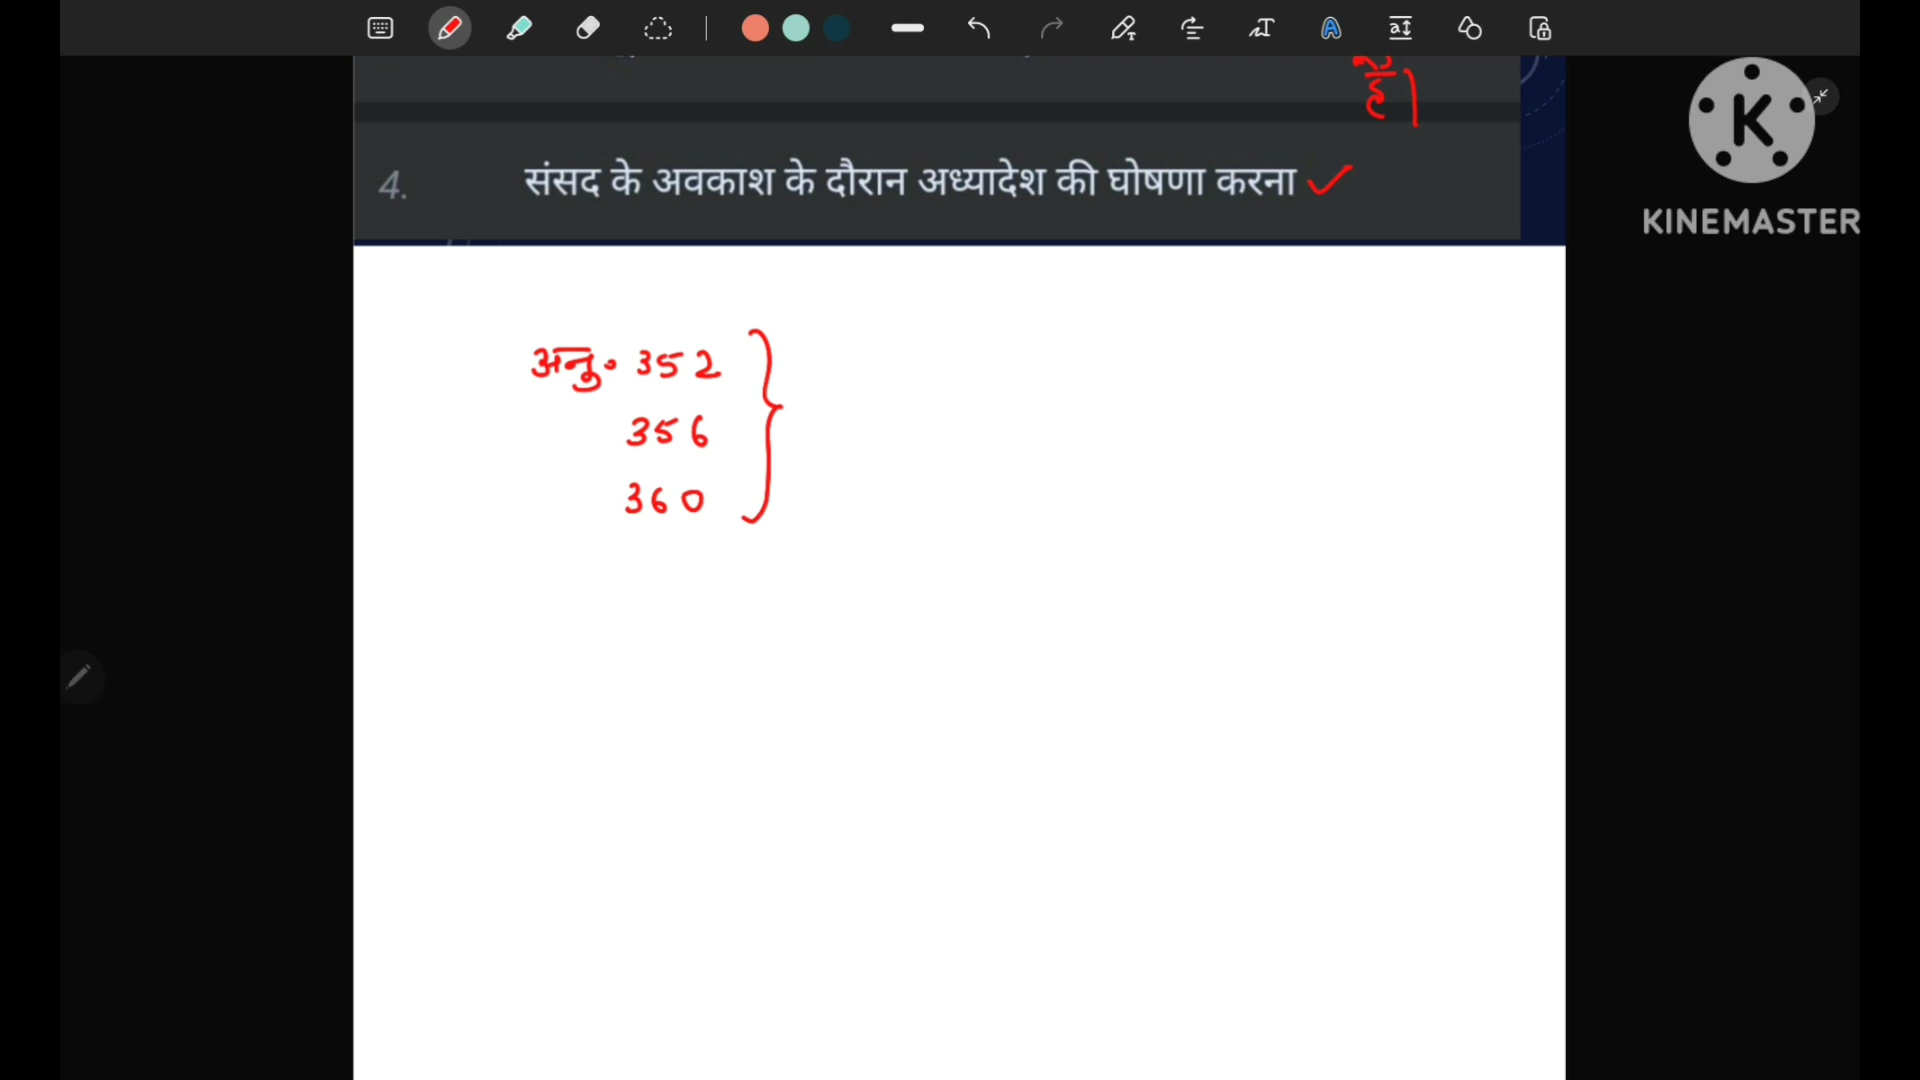 हैं।
4. संसद के अवकाश के दौरान अध्यादेश की घोषणा करना
KINEMASTER
अनु॰ 352
356
360